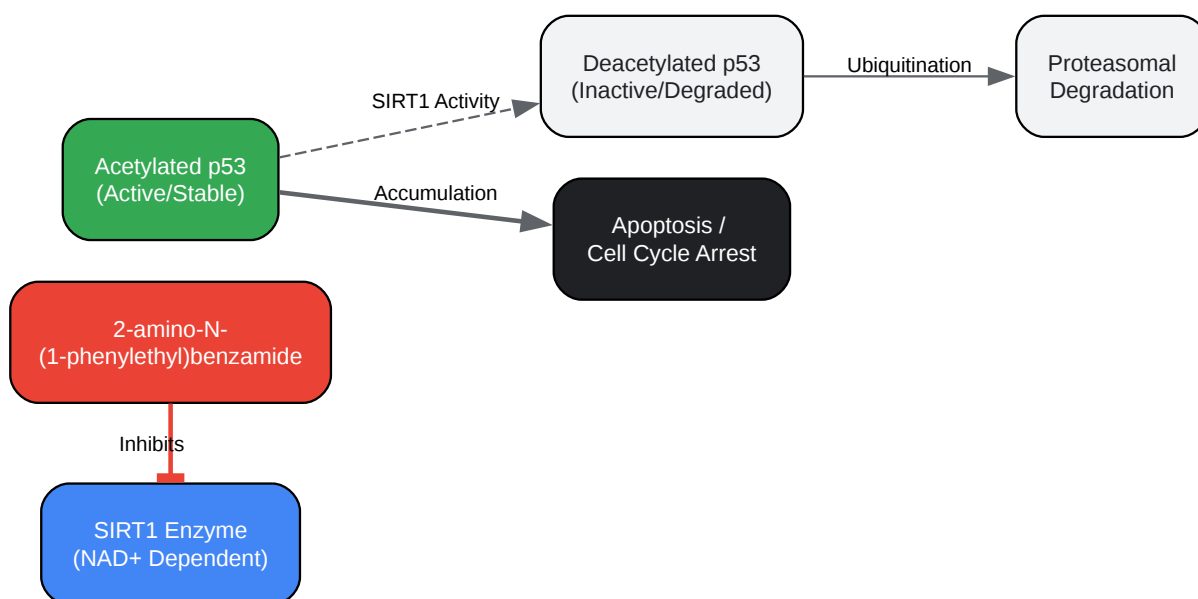 Deacetylated p53
(Inactive/Degraded)
Ubiquitination
Proteasomal
Degradation
SIRT1 Activity
Acetylated p53
(Active/Stable)
Accumulation
Apoptosis /
Cell Cycle Arrest
2-amino-N-
(1-phenylethyl)benzamide
Inhibits
SIRT1 Enzyme
(NAD+ Dependent)